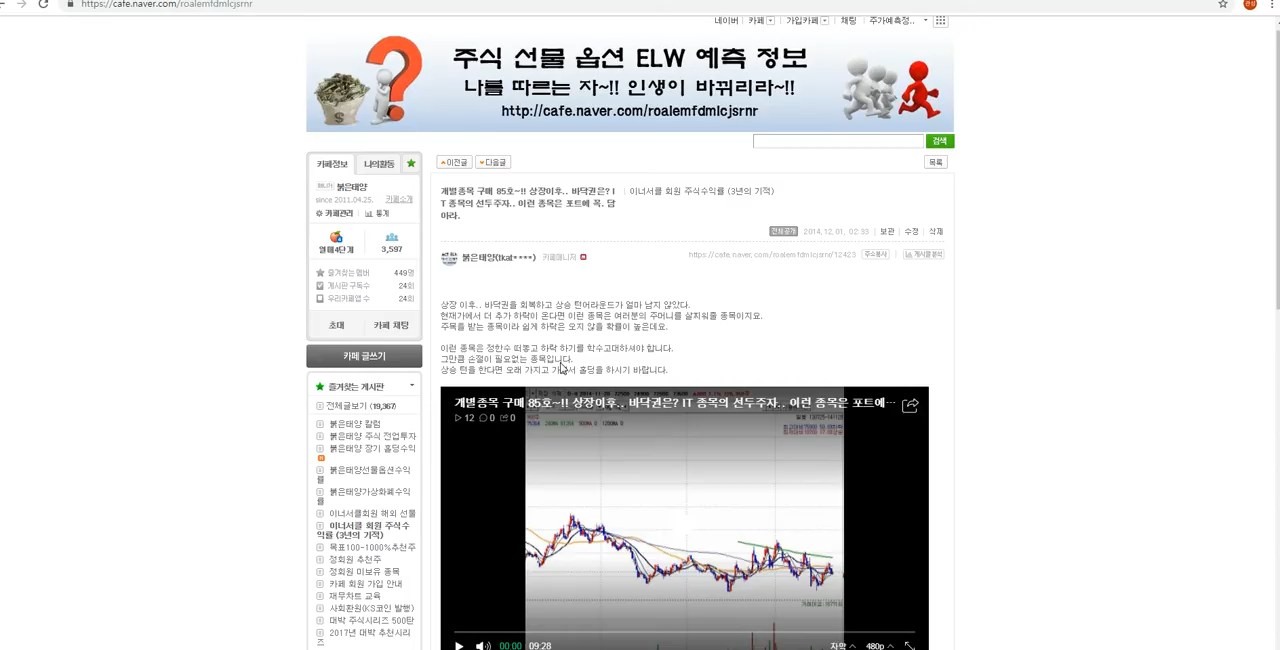 https://cafe.naver.com/roalemfdmlcjsrnr
네이버 카페 가입카페 채팅 주가예측정..
주식 선물 옵션 ELW 예측 정보
나를 따르는 자~!! 인생이 바뀌리라~!!
http://cafe.naver.com/roalemfdmlcjsrnr
검색
카페정보 나의활동
붉은태양
since 2011.04.25. 카페소개
카페관리 통계
열매4단계 3,597
즐겨찾는 멤버 449명
게시판 구독수 24회
우리카페앱 수 24회
초대 카페 채팅
카페 글쓰기
즐겨찾는 게시판
전체글보기 (19,367)
붉은태양 칼럼
붉은태양 주식 전업투자
붉은태양 장기 홀딩수익
붉은태양선물옵션수익
률
붉은태양가상화폐수익
률
이너서클회원 해외 선물
이너서클 회원 주식수
익률 (3년의 기적)
목표100-1000%추천주
정회원 추천주
정회원 미보유 종목
카페 회원 가입 안내
재무차트 교육
사회환원(KS코인 발행)
대박 주식시리즈 500탄
2017년 대박 추천시리
즈
이전글 다음글 목록
개별종목 구매 85호~!! 상장이후.. 바닥권은? I
T 종목의 선두주자.. 이런 종목은 포트에 꼭. 담
아라.
이너서클 회원 주식수익률 (3년의 기적)
전체공개 2014.12.01. 02:33 보관 수정 삭제
붉은태양(tkat****) 카페매니저
https://cafe.naver.com/roalemfdmlcjsrnr/12423 주소복사 게시글 분석
상장 이후.. 바닥권을 회복하고 상승 턴어라운드가 얼마 남지 않았다.
현재가에서 더 추가 하락이 온다면 이런 종목은 여러분의 주머니를 살찌워줄 종목이지요.
주목을 받는 종목이라 쉽게 하락은 오지 않을 확률이 높은데요.
이런 종목은 정한수 떠놓고 하락 하기를 학수고대하셔야 합니다.
그만큼 손절이 필요없는 종목입니다.
상승 턴을 한다면 오래 가지고 홀딩을 하시기 바랍니다.
개별종목 구매 85호~!! 상장이후.. 바닥권은? IT 종목의 선두주자.. 이런 종목은 포트에…
12 0 0
00:00 09:28 자막 480p